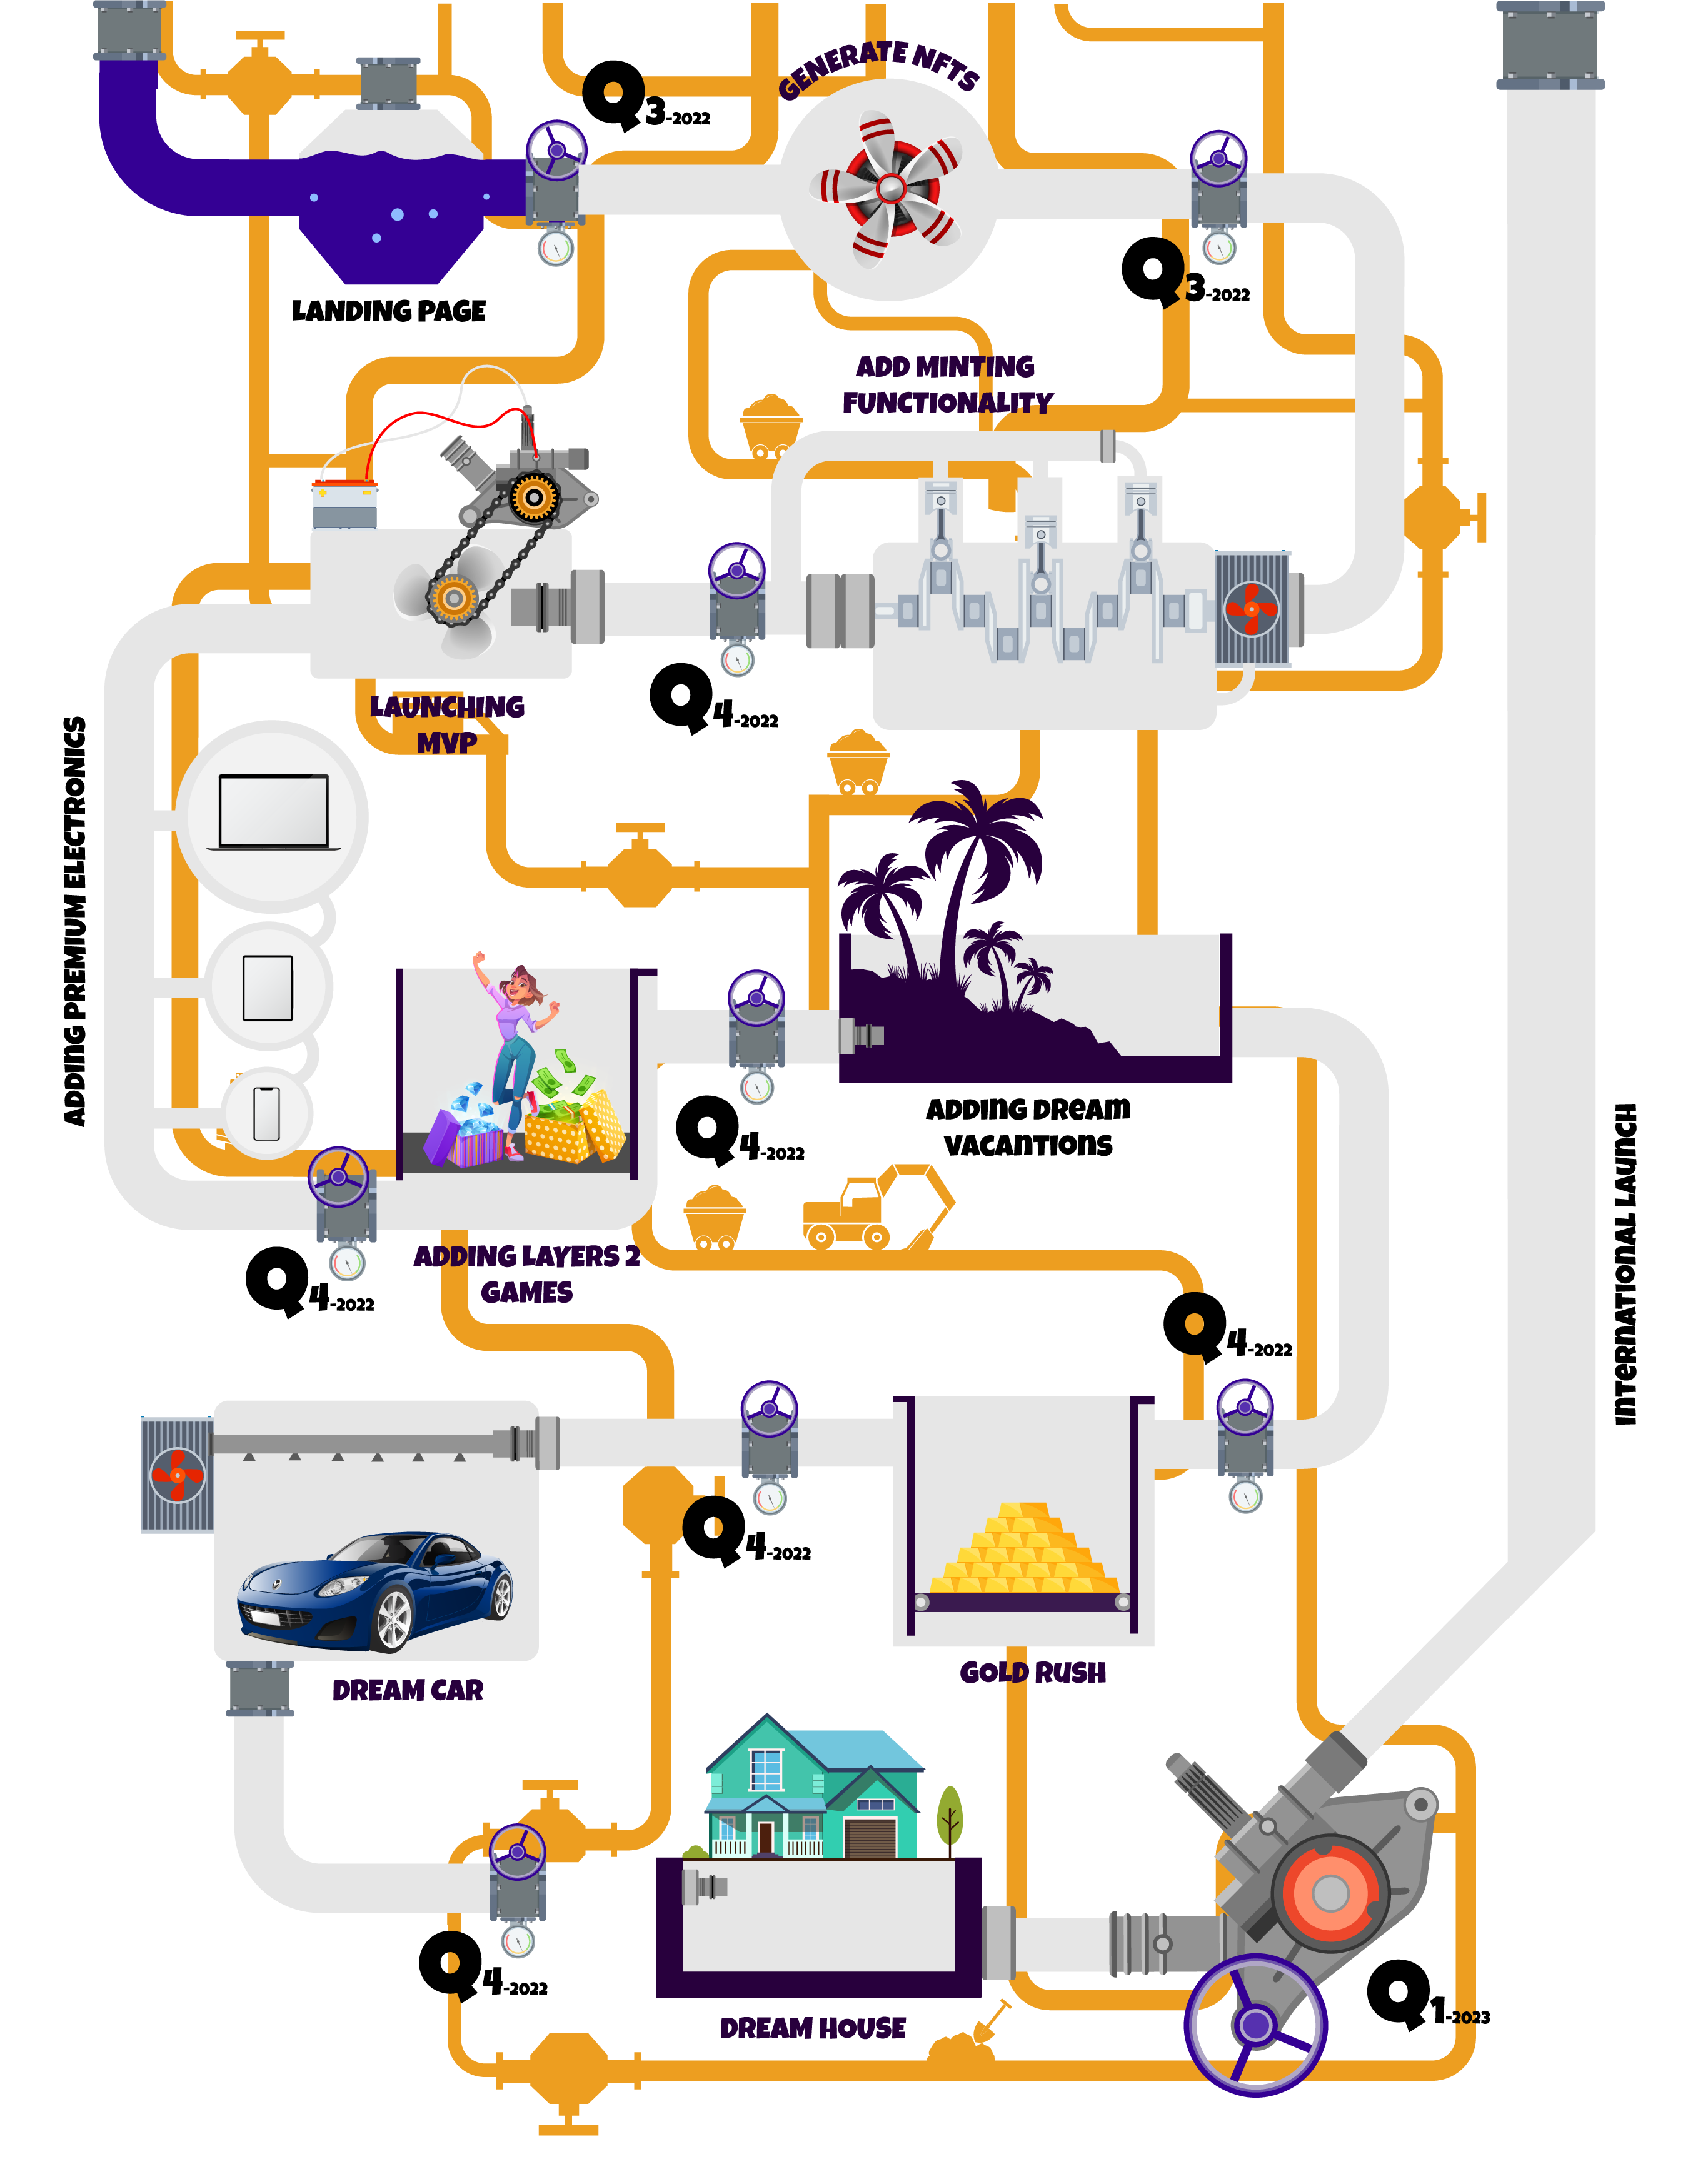 GENERATE NFTS
Q3-2022
LANDING PAGE
Q3-2022
ADD MINTING
FUNCTIONALITY
Q4-2022
LAUNCHING
MVP
ADDING PREMIUM ELECTRONICS
Q4-2022
ADDING DREAM
VACANTIONS
Q4-2022
ADDING LAYERS 2
GAMES
Q4-2022
INTERNATIONAL LAUNCH
Q4-2022
GOLD RUSH
DREAM CAR
Q4-2022
DREAM HOUSE
Q1-2023